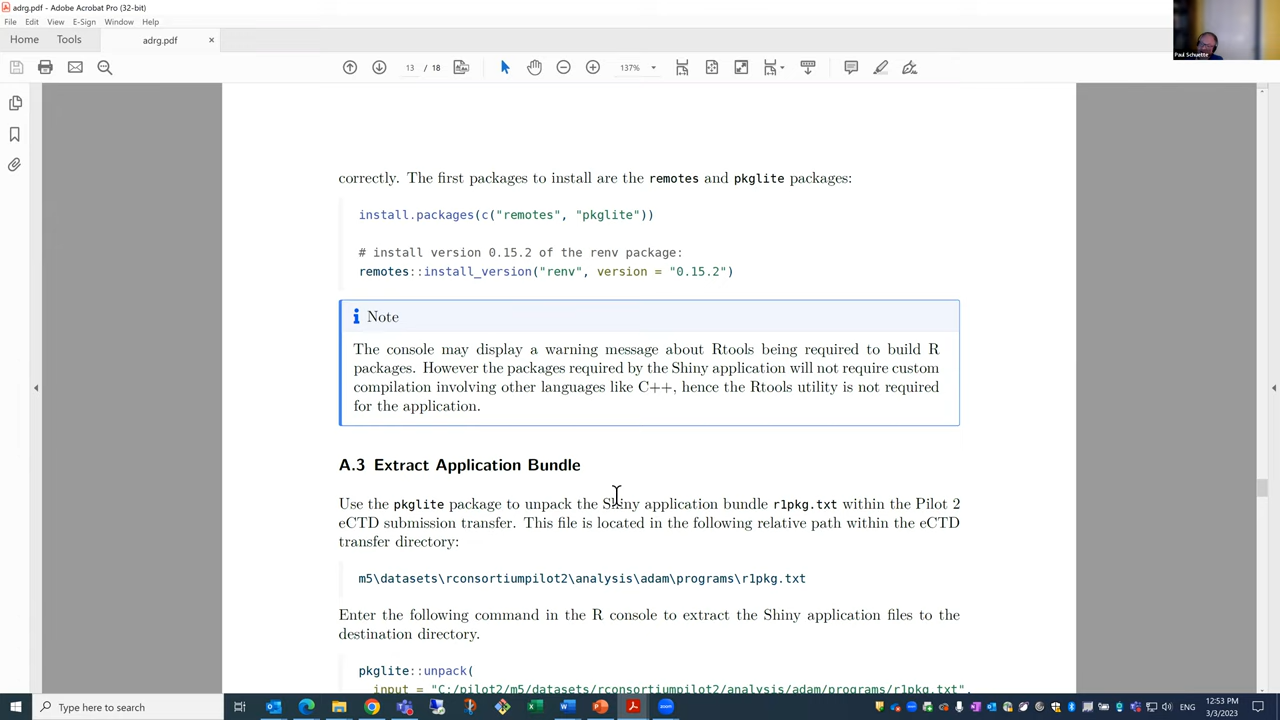 adrg.pdf - Adobe Acrobat Pro (32-bit)
File Edit View E-Sign Window Help
Home Tools adrg.pdf ×
13 / 18 137%
Paul Schuette
correctly. The first packages to install are the remotes and pkglite packages:
install.packages(c("remotes", "pkglite"))
# install version 0.15.2 of the renv package:
remotes::install_version("renv", version = "0.15.2")
Note
The console may display a warning message about Rtools being required to build R
packages. However the packages required by the Shiny application will not require custom
compilation involving other languages like C++, hence the Rtools utility is not required
for the application.
A.3 Extract Application Bundle
Use the pkglite package to unpack the Shiny application bundle r1pkg.txt within the Pilot 2
eCTD submission transfer. This file is located in the following relative path within the eCTD
transfer directory:
m5\datasets\rconsortiumpilot2\analysis\adam\programs\r1pkg.txt
Enter the following command in the R console to extract the Shiny application files to the
destination directory.
pkglite::unpack(
input = "C:/pilot2/m5/datasets/rconsortiumpilot2/analysis/adam/programs/r1pkg.txt",
Type here to search
ENG
12:53 PM
3/3/2023